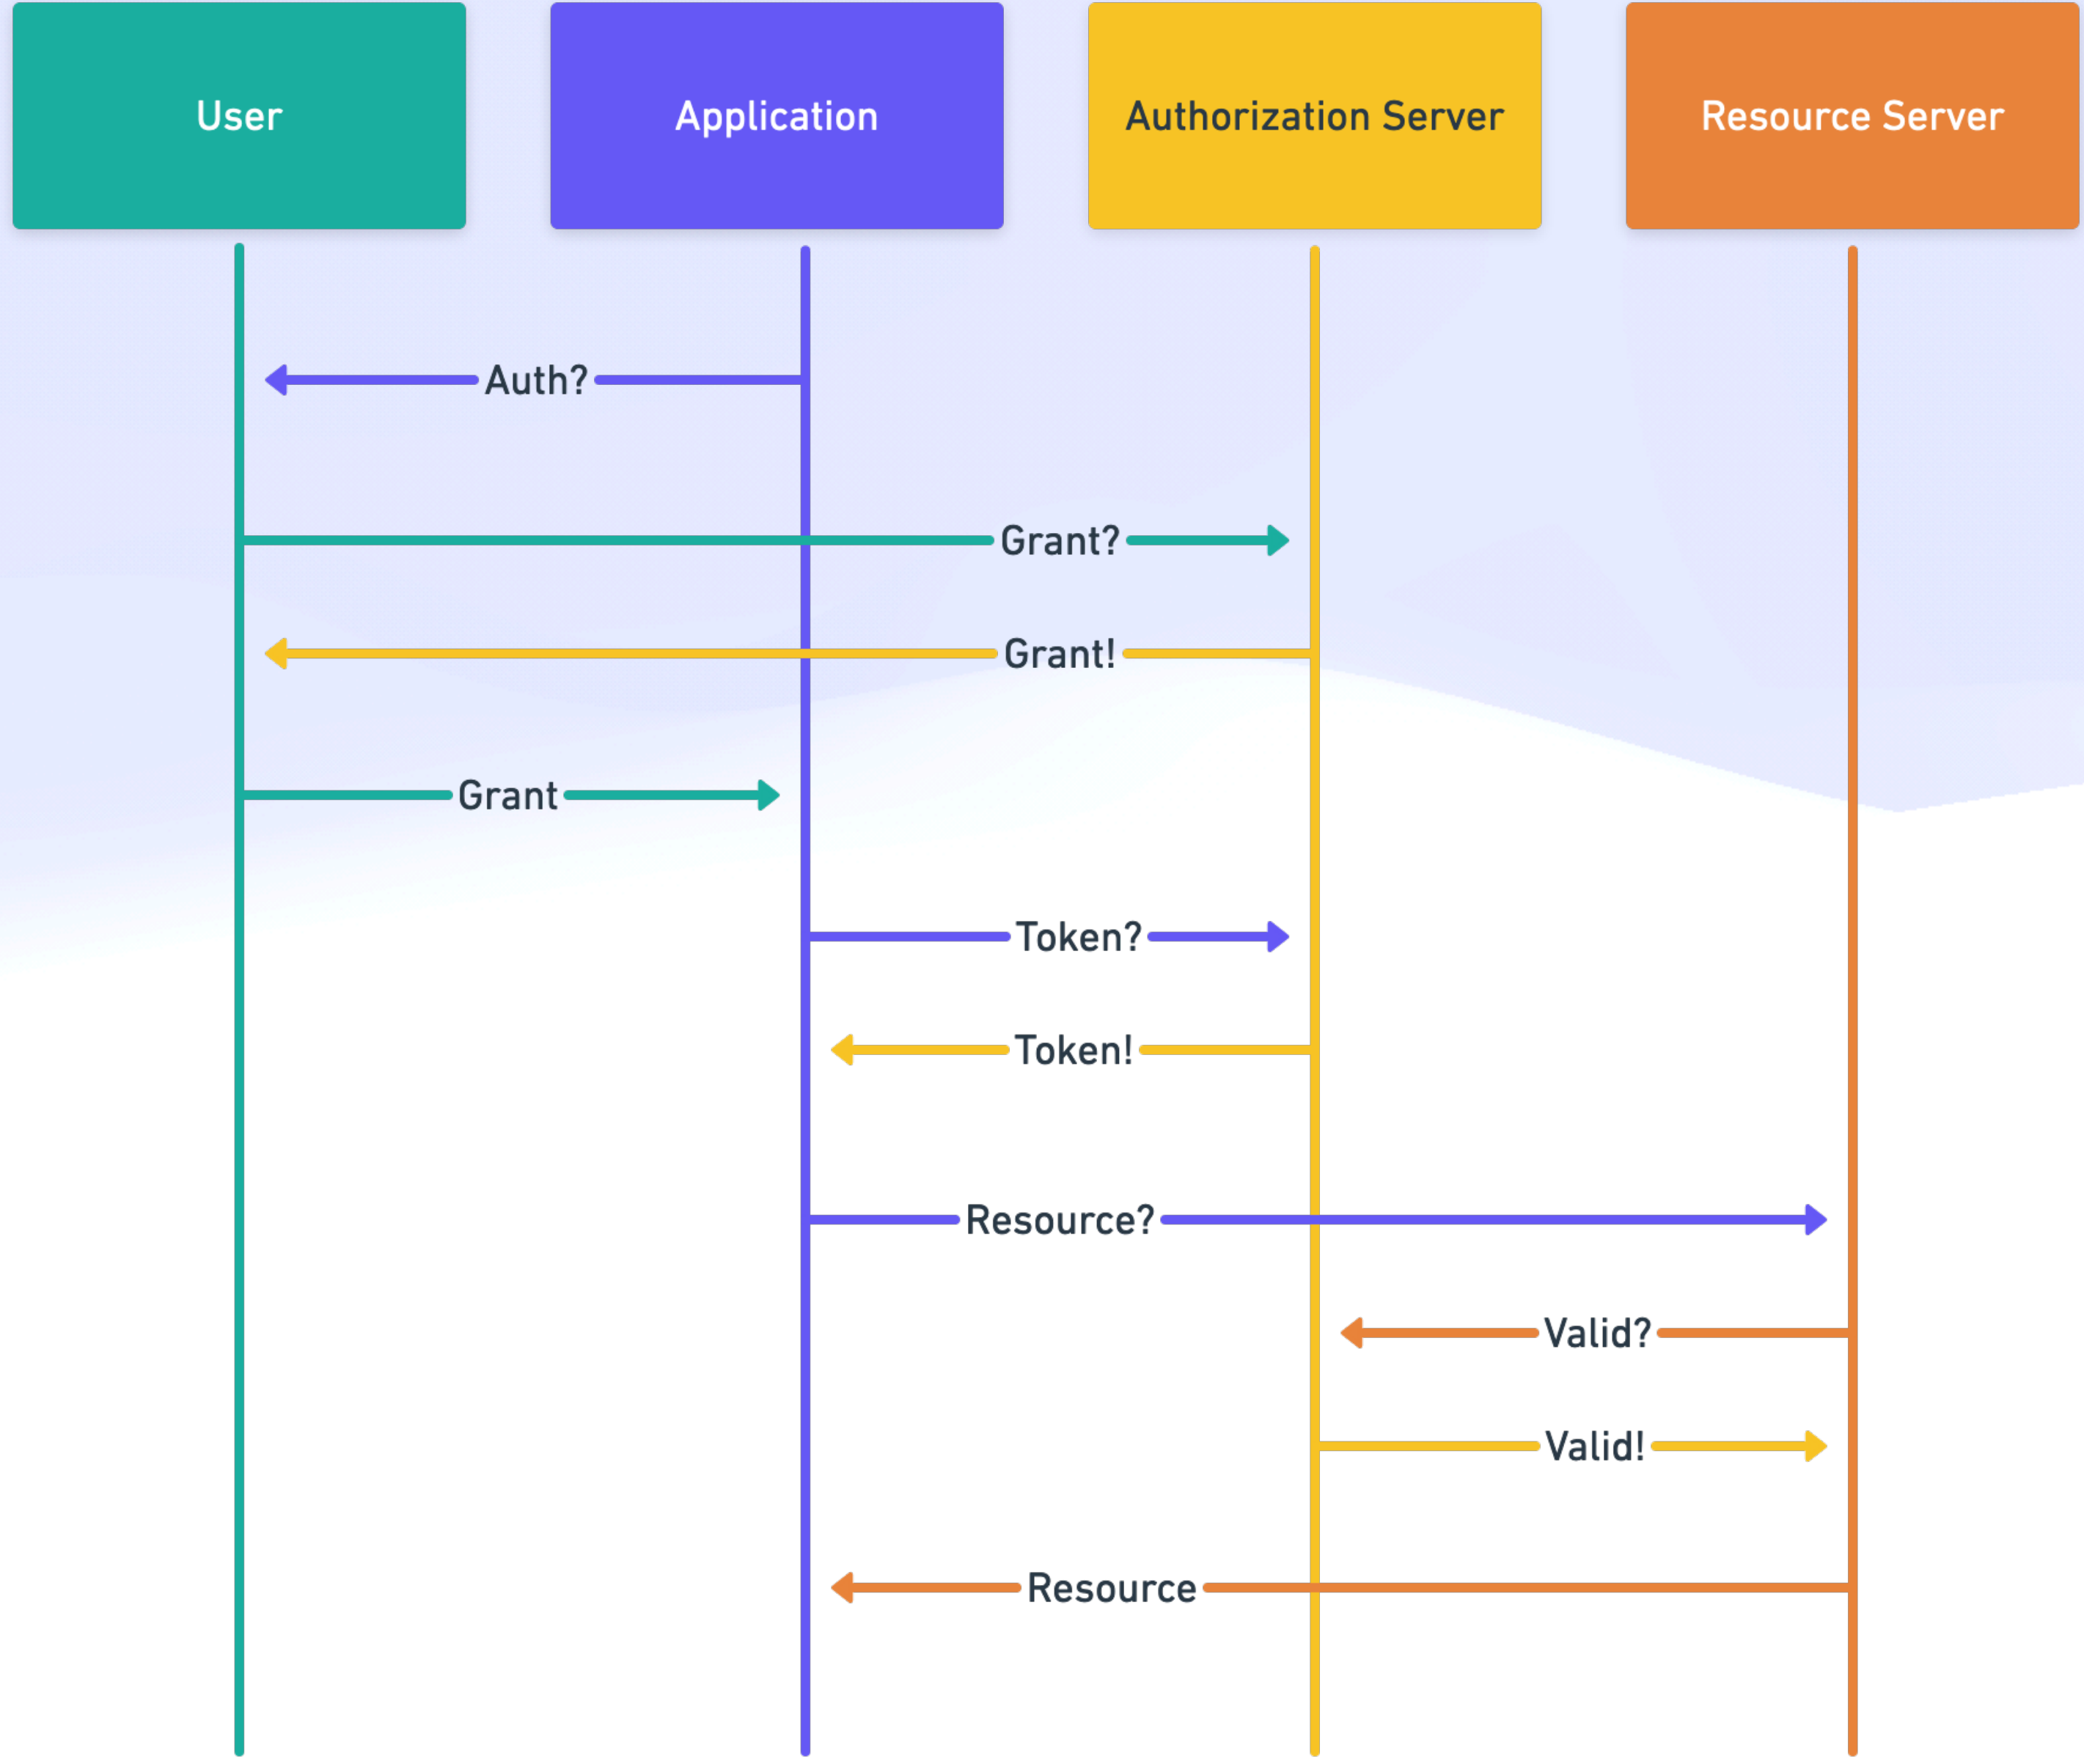 User
Application
Authorization Server
Resource Server
Auth?
Grant?
Grant!
Grant
Token?
Token!
Resource?
Valid?
Valid!
Resource